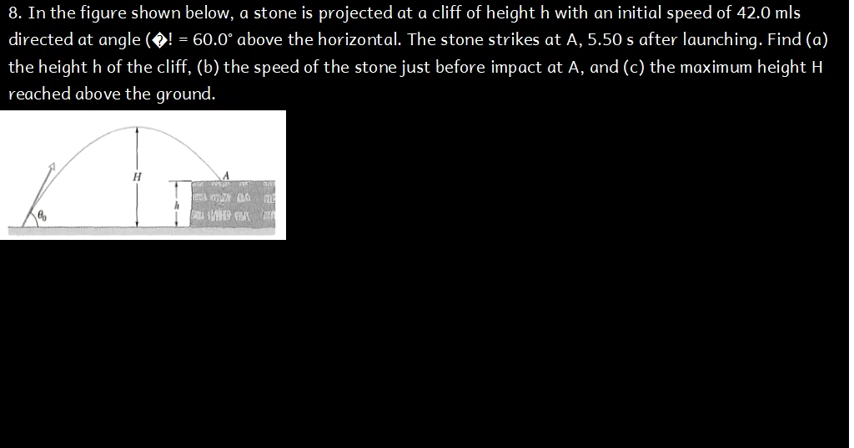 8. In the figure shown below, a stone is projected at a cliff of height h with an initial speed of 42.0 mls
directed at angle (�! = 60.0° above the horizontal. The stone strikes at A, 5.50 s after launching. Find (a)
the height h of the cliff, (b) the speed of the stone just before impact at A, and (c) the maximum height H
reached above the ground.
H
A
h
θ₀